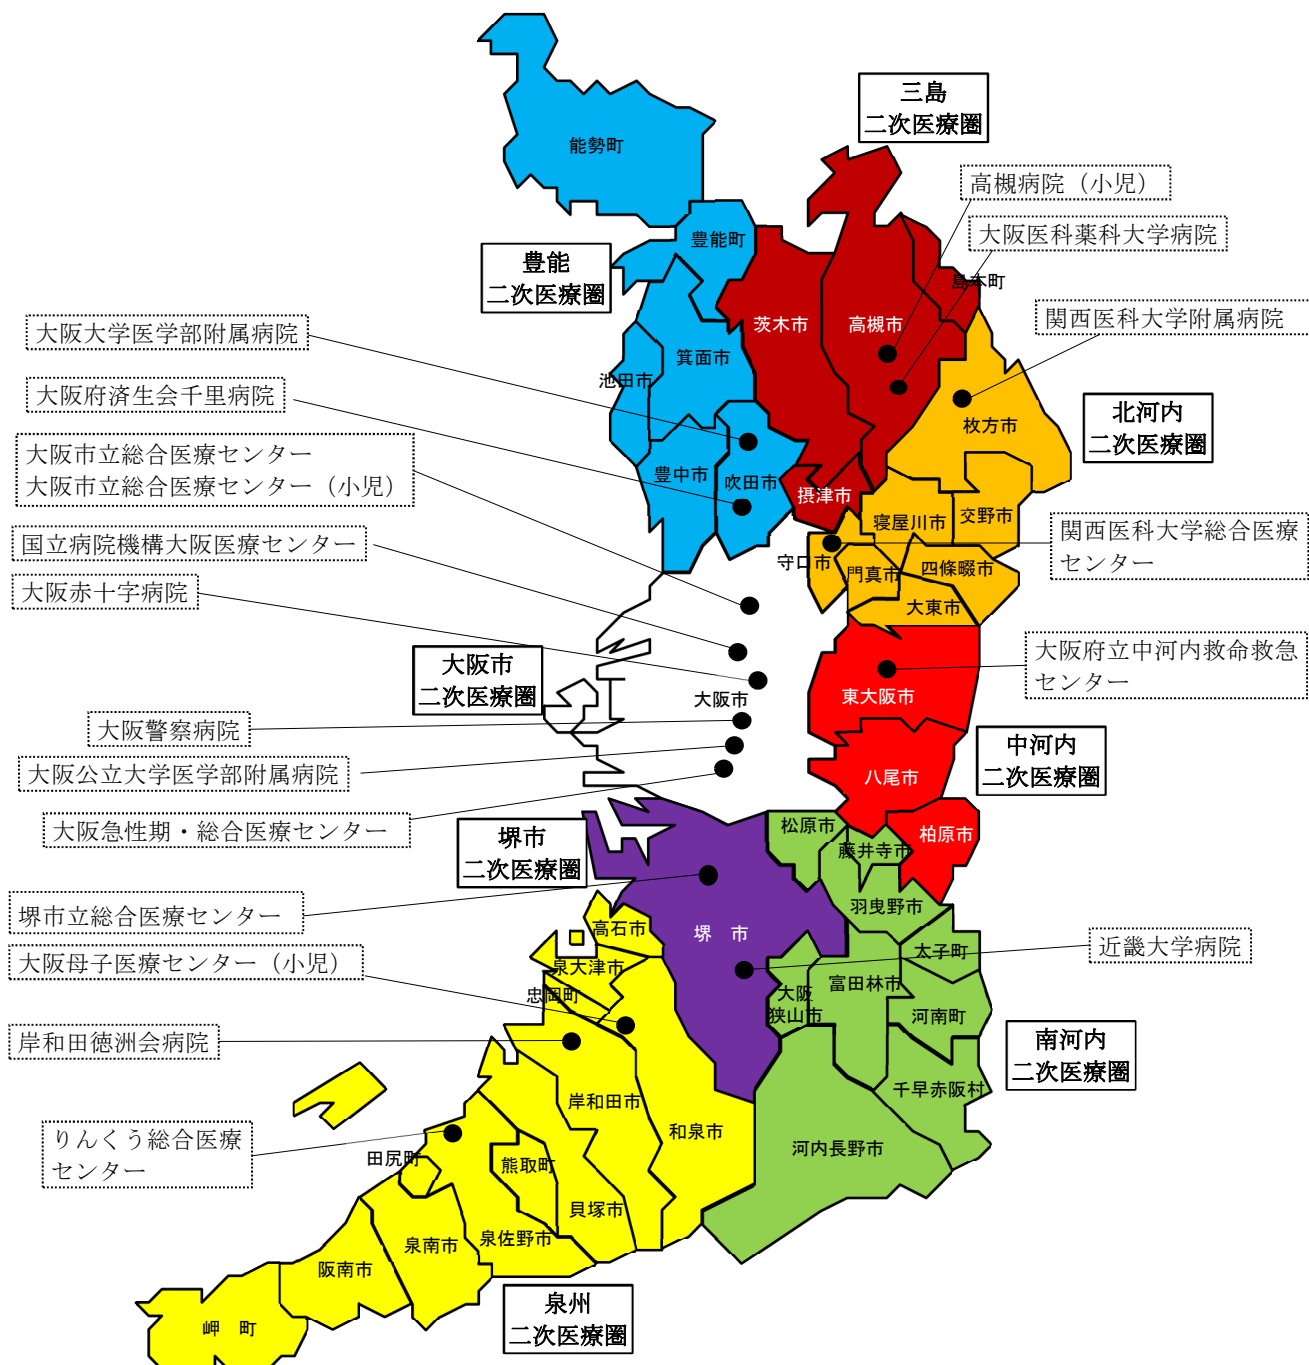 三島
二次医療圏
能勢町
高槻病院（小児）
大阪医科薬科大学病院
豊能町
豊能
二次医療圏
島本町
関西医科大学附属病院
大阪大学医学部附属病院
茨木市
高槻市
箕面市
池田市
大阪府済生会千里病院
北河内
二次医療圏
枚方市
大阪市立総合医療センター
大阪市立総合医療センター（小児）
豊中市
吹田市
摂津市
寝屋川市
交野市
国立病院機構大阪医療センター
関西医科大学総合医療
センター
守口市
門真市
四條畷市
大阪赤十字病院
大東市
大阪市
二次医療圏
大阪府立中河内救命救急
センター
大阪市
東大阪市
大阪警察病院
中河内
二次医療圏
大阪公立大学医学部附属病院
八尾市
大阪急性期・総合医療センター
堺市
二次医療圏
松原市
藤井寺市
柏原市
堺市立総合医療センター
羽曳野市
高石市
堺　市
太子町
近畿大学病院
大阪母子医療センター（小児）
泉大津市
忠岡町
大阪
狭山市
富田林市
河南町
岸和田徳洲会病院
南河内
二次医療圏
千早赤阪村
岸和田市
和泉市
河内長野市
りんくう総合医療
センター
田尻町
熊取町
貝塚市
泉佐野市
泉南市
阪南市
泉州
二次医療圏
岬　町